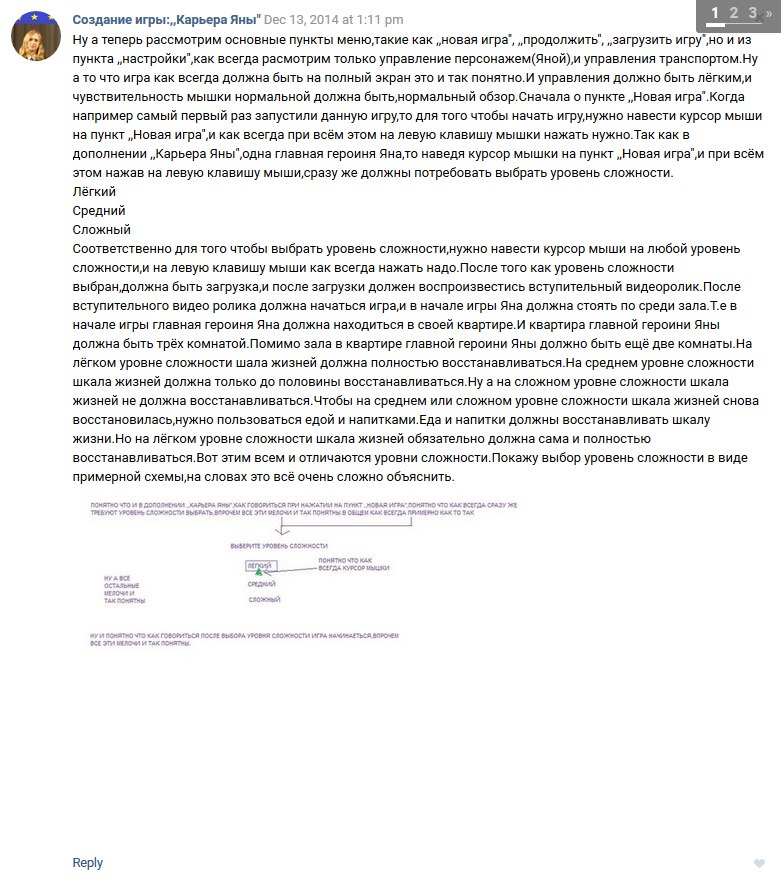 Создание игры:,,Карьера Яны" Dec 13, 2014 at 1:11 pm
1 2 3 »
Ну а теперь рассмотрим основные пункты меню,такие как ,,новая игра", ,,продолжить", ,,загрузить игру",но и из
пункта ,,настройки",как всегда расмотрим только управление персонажем(Яной),и управления транспортом.Ну
а то что игра как всегда должна быть на полный экран это и так понятно.И управления должно быть лёгким,и
чувствительность мышки нормальной должна быть,нормальный обзор.Сначала о пункте ,,Новая игра".Когда
например самый первый раз запустили данную игру,то для того чтобы начать игру,нужно навести курсор мыши
на пункт ,,Новая игра",и как всегда при всём этом на левую клавишу мышки нажать нужно.Так как в
дополнении ,,Карьера Яны",одна главная героиня Яна,то наведя курсор мышки на пункт ,,Новая игра",и при всём
этом нажав на левую клавишу мыши,сразу же должны потребовать выбрать уровень сложности.
Лёгкий
Средний
Сложный
Соответственно для того чтобы выбрать уровень сложности,нужно навести курсор мыши на любой уровень
сложности,и на левую клавишу мыши как всегда нажать надо.После того как уровень сложности
выбран,должна быть загрузка,и после загрузки должен воспроизвестись вступительный видеоролик.После
вступительного видео ролика должна начаться игра,и в начале игры Яна должна стоять по среди зала.Т.е в
начале игры главная героиня Яна должна находиться в своей квартире.И квартира главной героини Яны
должна быть трёх комнатой.Помимо зала в квартире главной героини Яны должно быть ещё две комнаты.На
лёгком уровне сложности шала жизней должна полностью восстанавливаться.На среднем уровне сложности
шкала жизней должна только до половины восстанавливаться.Ну а на сложном уровне сложности шкала
жизней не должна восстанавливаться.Чтобы на среднем или сложном уровне сложности шкала жизней снова
восстановилась,нужно пользоваться едой и напитками.Еда и напитки должны восстанавливать шкалу
жизни.Но на лёгком уровне сложности шкала жизней обязательно должна сама и полностью
восстанавливаться.Вот этим всем и отличаются уровни сложности.Покажу выбор уровень сложности в виде
примерной схемы,на словах это всё очень сложно объяснить.
ПОНЯТНО ЧТО И В ДОПОЛНЕНИИ ,,КАРЬЕРА ЯНЫ",КАК ГОВОРИТЬСЯ ПРИ НАЖАТИИ НА ПУНКТ ,,НОВАЯ ИГРА",ПОНЯТНО ЧТО КАК ВСЕГДА СРАЗУ ЖЕ
ТРЕБУЮТ УРОВЕНЬ СЛОЖНОСТИ ВЫБРАТЬ,ВПРОЧЕМ ВСЕ ЭТИ МЕЛОЧИ И ТАК ПОНЯТНЫ.В ОБЩЕМ КАК ВСЕГДА ПРИМЕРНО КАК ТО ТАК
ВЫБЕРИТЕ УРОВЕНЬ СЛОЖНОСТИ
ЛЁГКИЙ
ПОНЯТНО ЧТО КАК
ВСЕГДА КУРСОР МЫШКИ
СРЕДНИЙ
СЛОЖНЫЙ
НУ А ВСЕ
ОСТАЛЬНЫЕ
МЕЛОЧИ И
ТАК ПОНЯТНЫ
НУ И ПОНЯТНО ЧТО КАК ГОВОРИТЬСЯ ПОСЛЕ ВЫБОРА УРОВНЯ СЛОЖНОСТИ ИГРА НАЧИНАЕТЬСЯ,ВПРОЧЕМ
ВСЕ ЭТИ МЕЛОЧИ И ТАК ПОНЯТНЫ.
Reply